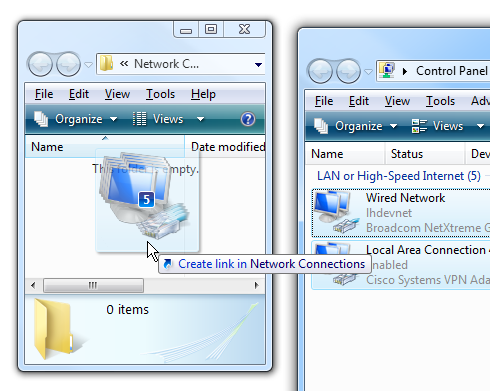 « Network C...
File Edit View Tools Help
Organize Views
Name Date modified
This folder is empty.
5
Create link in Network Connections
0 items
Control Panel
File Edit View Tools Adv
Organize Views
Name Status Dev
LAN or High-Speed Internet (5)
Wired Network
lhdevnet
Broadcom NetXtreme G
Local Area Connection 4
Enabled
Cisco Systems VPN Ada